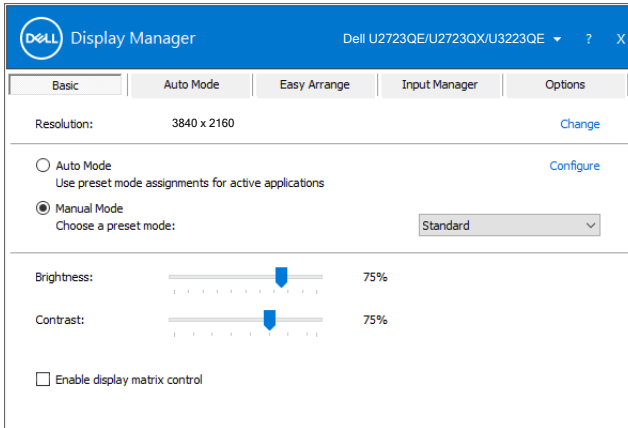 DELL Display Manager Dell U2723QE/U2723QX/U3223QE ? X
Basic Auto Mode Easy Arrange Input Manager Options
Resolution: 3840 x 2160 Change
Auto Mode Configure
Use preset mode assignments for active applications
Manual Mode
Choose a preset mode: Standard
Brightness: 75%
Contrast: 75%
Enable display matrix control